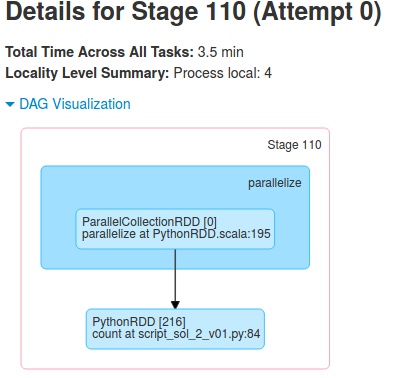 Details for Stage 110 (Attempt 0)
Total Time Across All Tasks: 3.5 min
Locality Level Summary: Process local: 4
DAG Visualization
Stage 110
parallelize
ParallelCollectionRDD [0]
parallelize at PythonRDD.scala:195
PythonRDD [216]
count at script_sol_2_v01.py:84